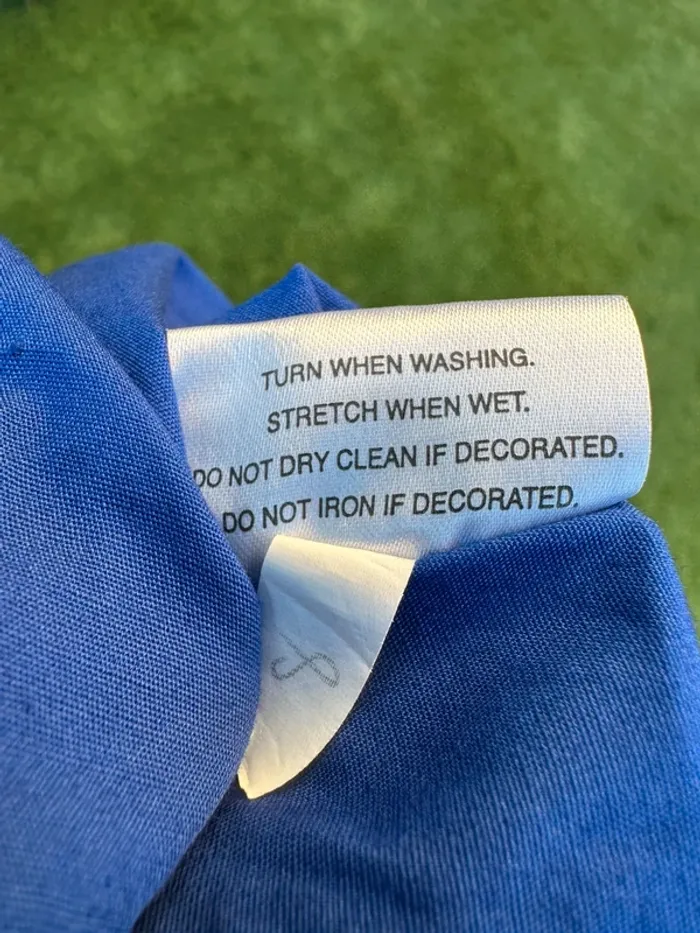 TURN WHEN WASHING.
STRETCH WHEN WET.
DO NOT DRY CLEAN IF DECORATED.
DO NOT IRON IF DECORATED.